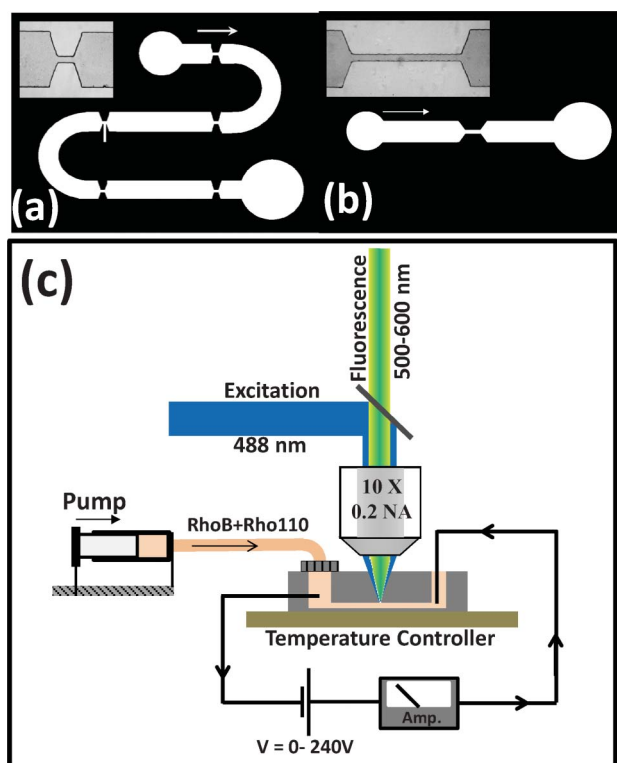 (a)
(b)
(c)
Fluorescence
500-600 nm
Excitation
488 nm
10 X
0.2 NA
Pump
RhoB+Rho110
Temperature Controller
Amp.
V = 0- 240V